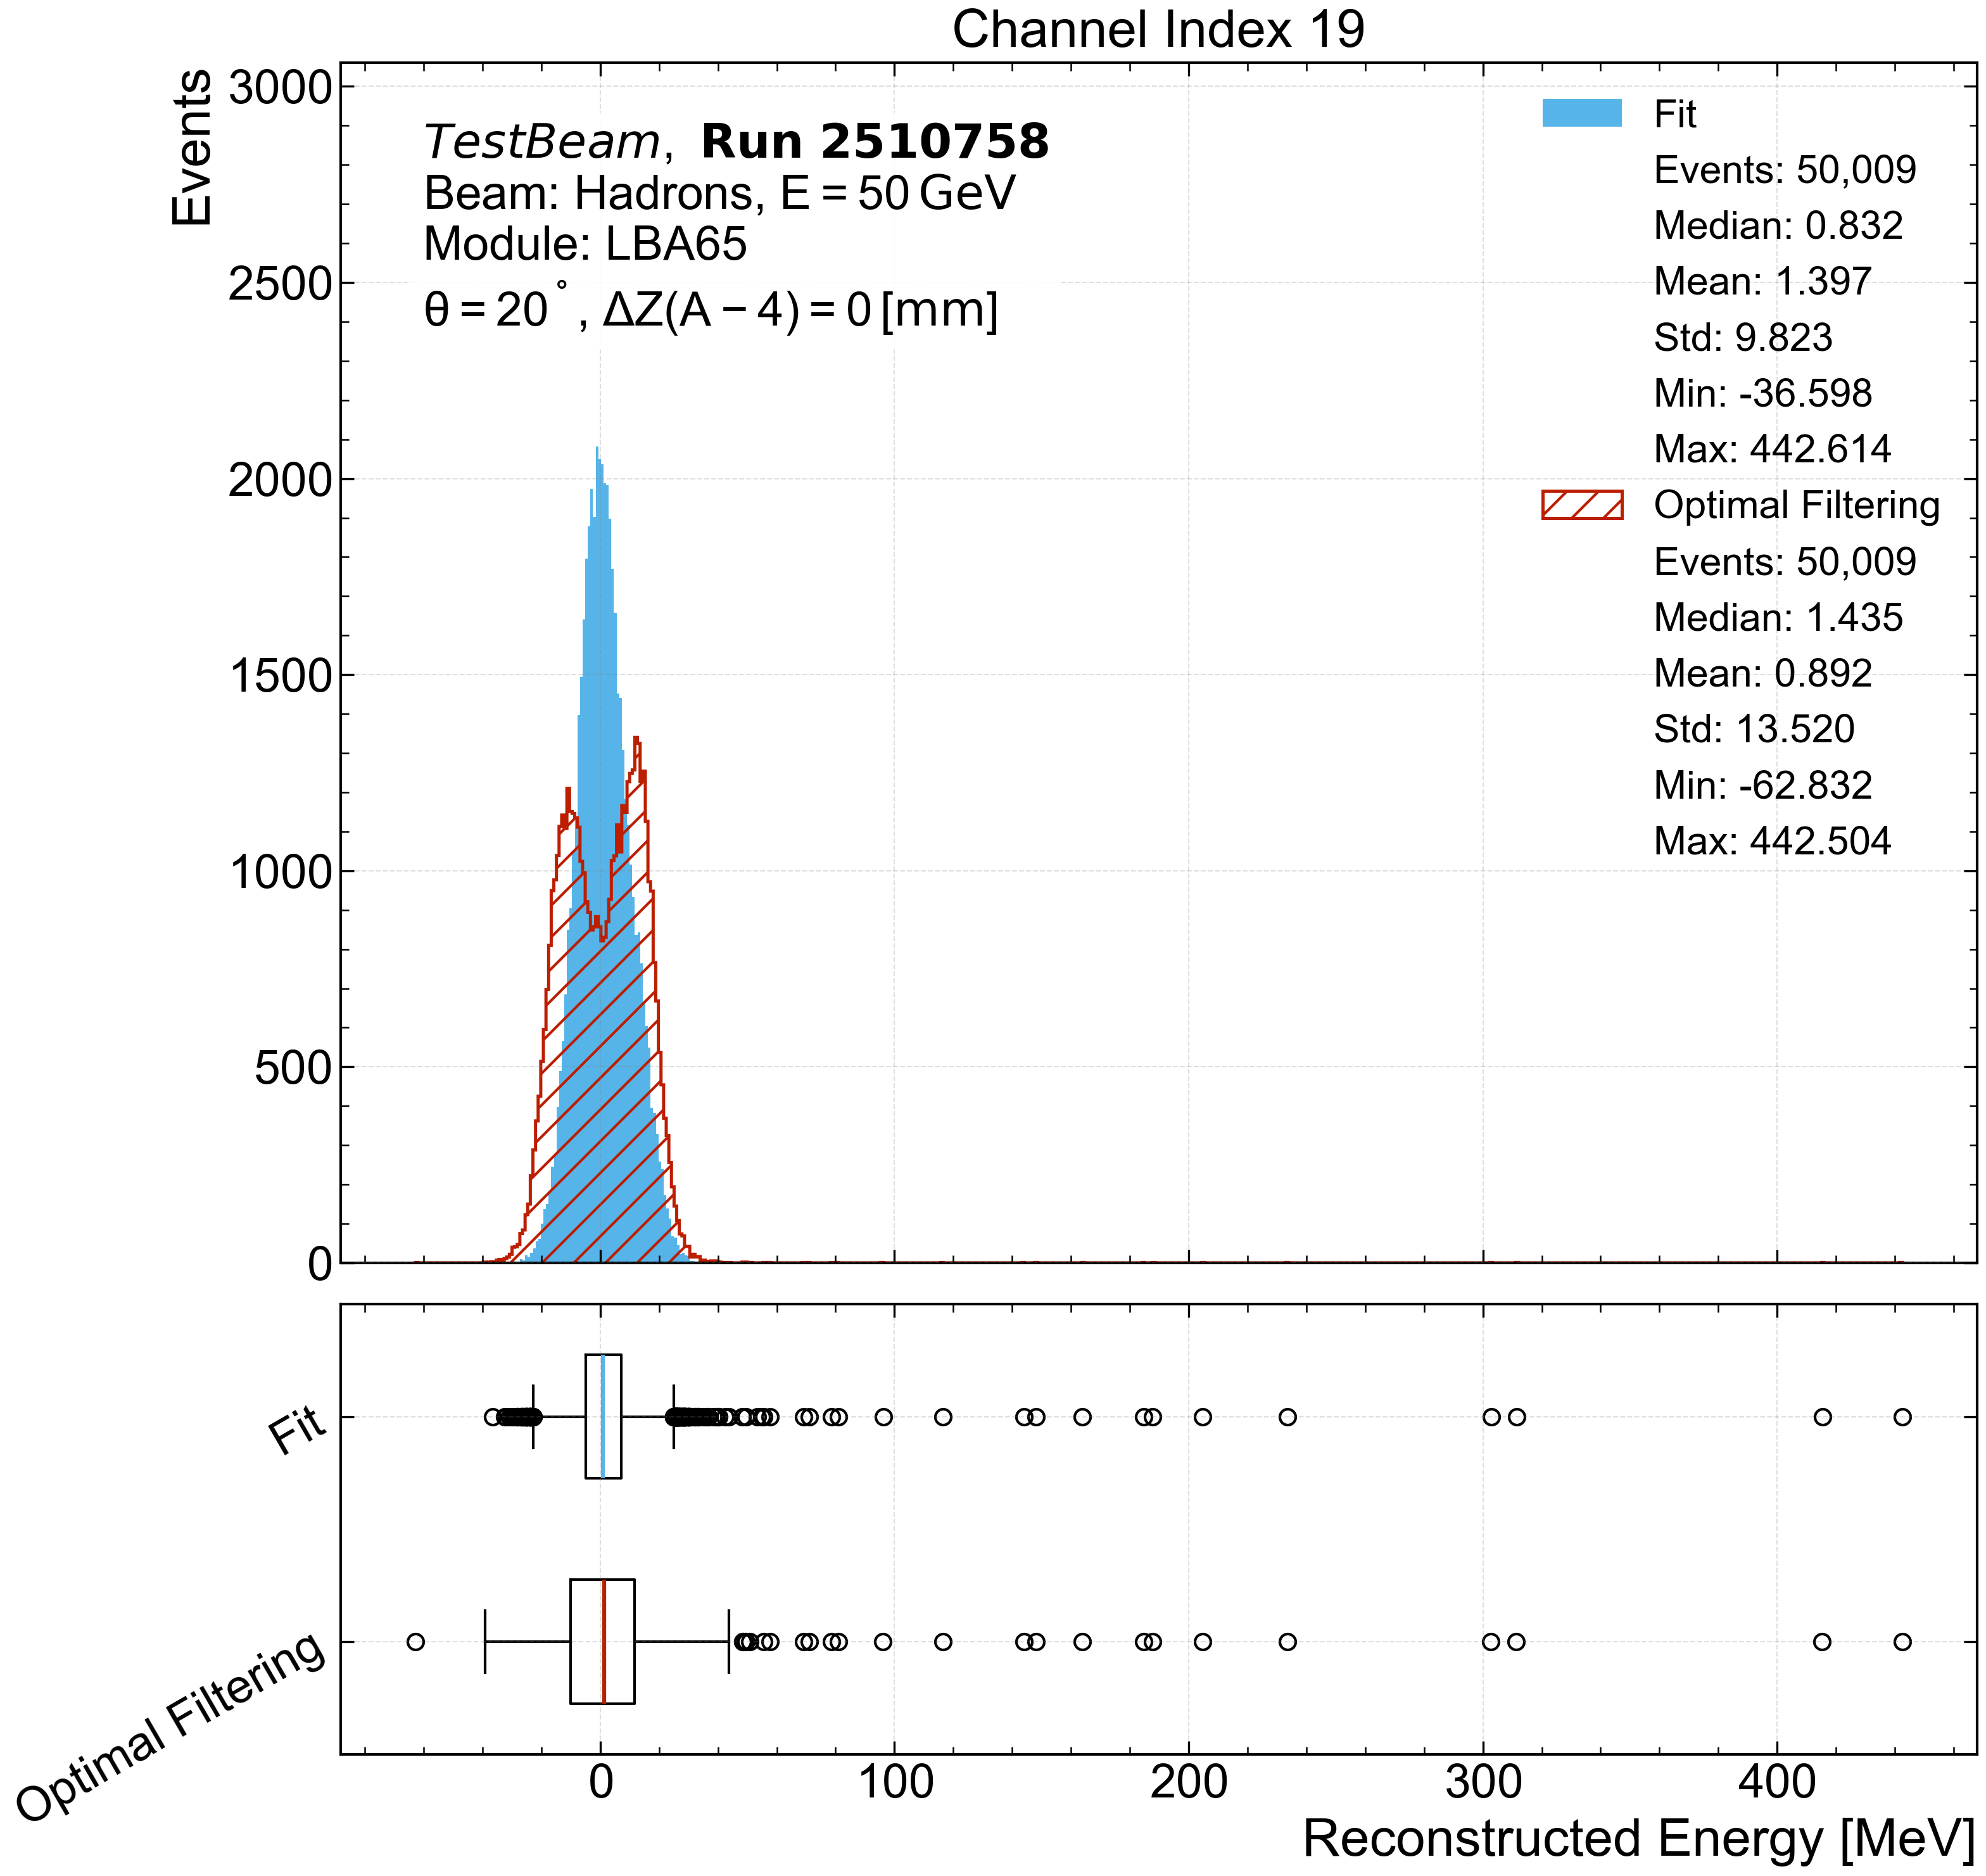 Channel Index 19
Events
3000
2500
2000
1500
1000
500
0
TestBeam, Run 2510758
Beam: Hadrons, E = 50 GeV
Module: LBA65
θ = 20°, ΔZ(A − 4) = 0 [mm]
Fit
Events: 50,009
Median: 0.832
Mean: 1.397
Std: 9.823
Min: -36.598
Max: 442.614
Optimal Filtering
Events: 50,009
Median: 1.435
Mean: 0.892
Std: 13.520
Min: -62.832
Max: 442.504
Fit
Optimal Filtering
0 100 200 300 400
Reconstructed Energy [MeV]